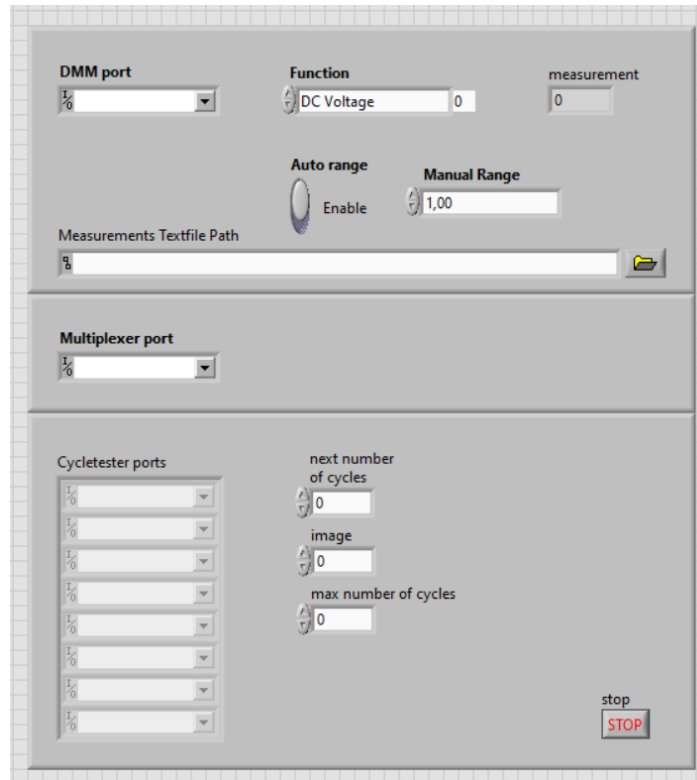 DMM port
Function
measurement
I/O
DC Voltage
0
0
Auto range
Manual Range
Enable
1,00
Measurements Textfile Path
Multiplexer port
I/O
Cycletester ports
next number
of cycles
I/O
0
I/O
image
I/O
0
I/O
max number of cycles
I/O
0
I/O
I/O
stop
I/O
STOP